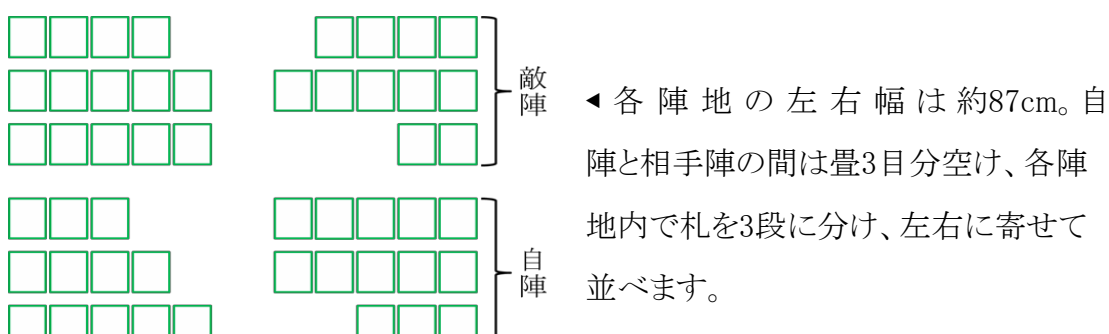 敵陣
自陣
◀各陣地の左右幅は約87cm。自
陣と相手陣の間は畳3目分空け、各陣
地内で札を3段に分け、左右に寄せて
並べます。